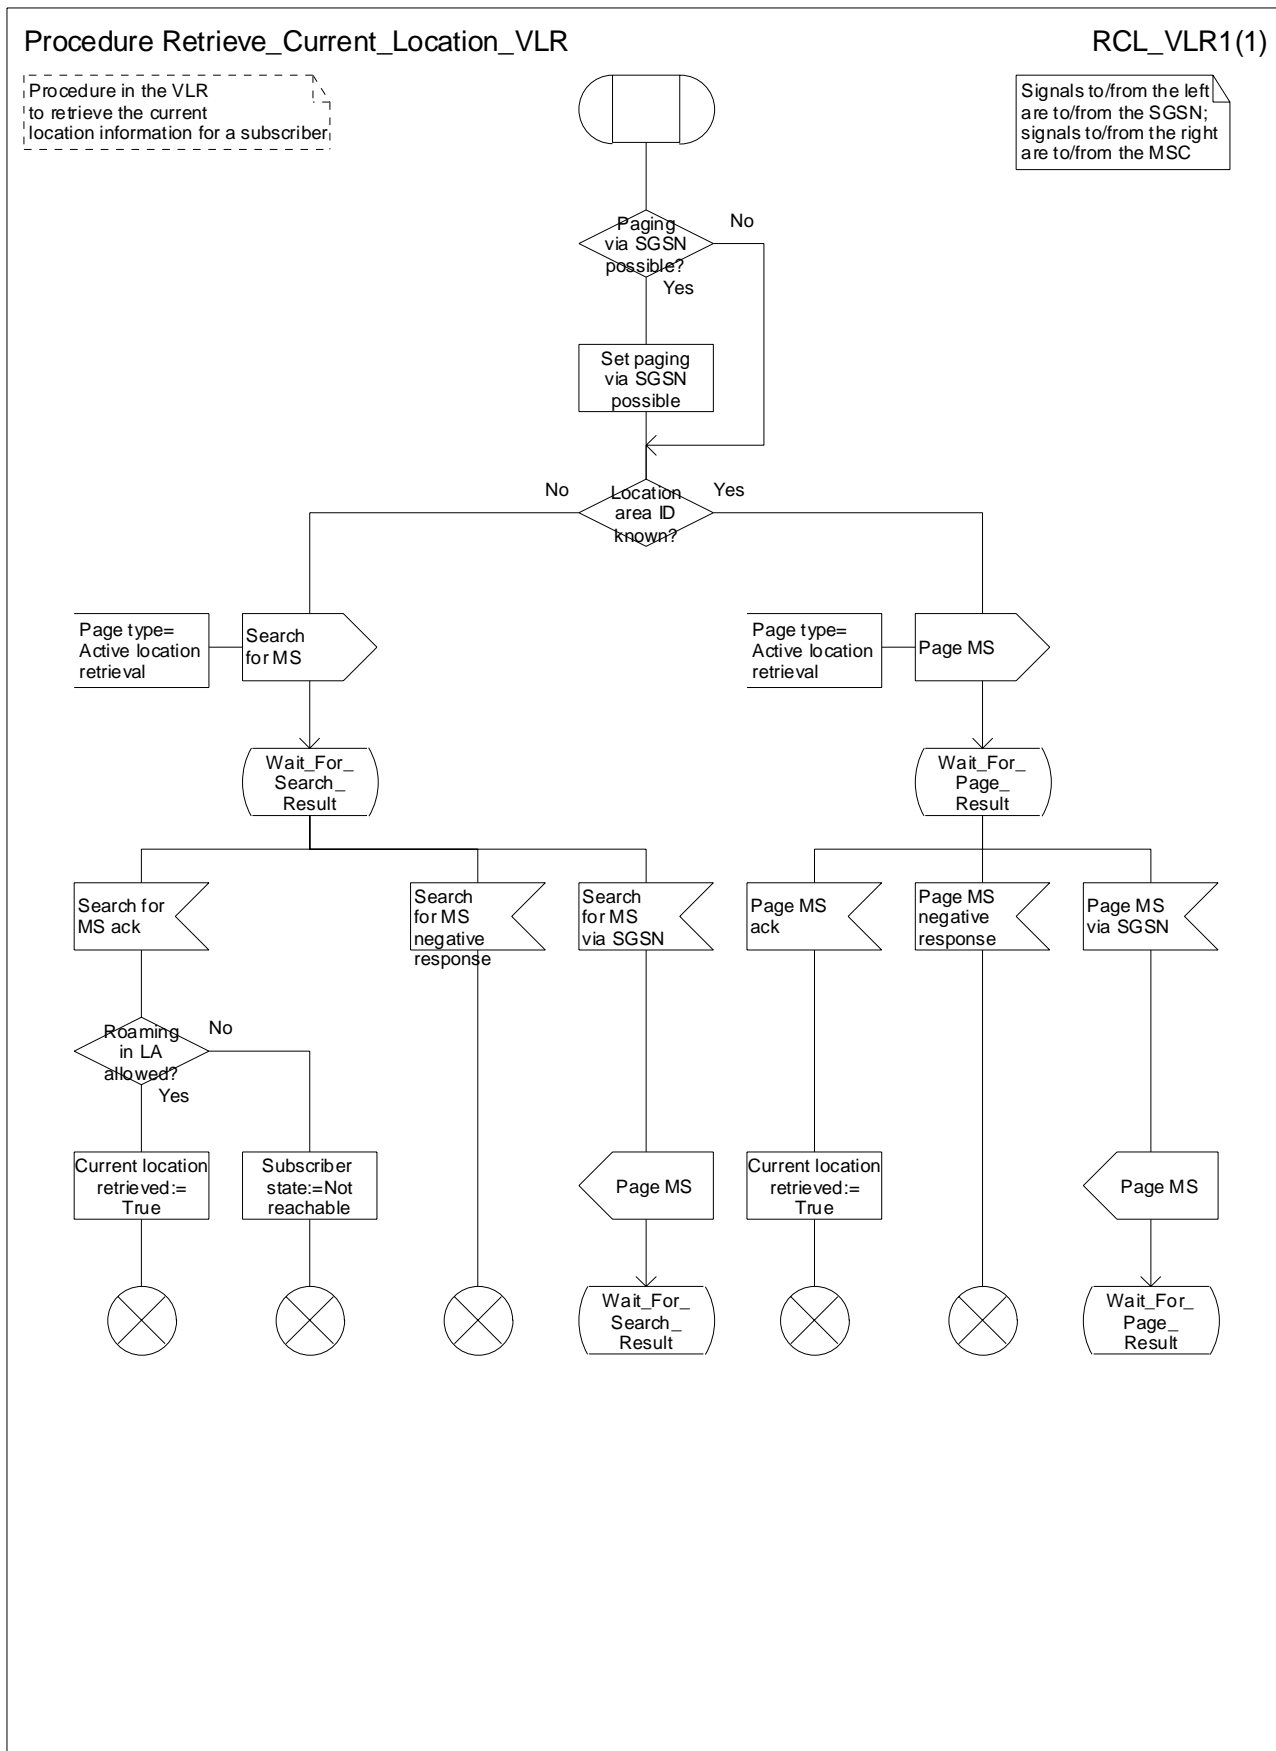 Procedure Retrieve_Current_Location_VLR
RCL_VLR1(1)
Procedure in the VLR
to retrieve the current
location information for a subscriber
Signals to/from the left
are to/from the SGSN;
signals to/from the right
are to/from the MSC
Paging
via SGSN
possible?
No
Yes
Set paging
via SGSN
possible
No
Location
area ID
known?
Yes
Page type=
Active location
retrieval
Search
for MS
Page type=
Active location
retrieval
Page MS
Wait_For_
Search_
Result
Wait_For_
Page_
Result
Search for
MS ack
Search
for MS
negative
response
Search
for MS
via SGSN
Page MS
ack
Page MS
negative
response
Page MS
via SGSN
Roaming
in LA
allowed?
No
Yes
Current location
retrieved:=
True
Subscriber
state:=Not
reachable
Page MS
Current location
retrieved:=
True
Page MS
Wait_For_
Search_
Result
Wait_For_
Page_
Result